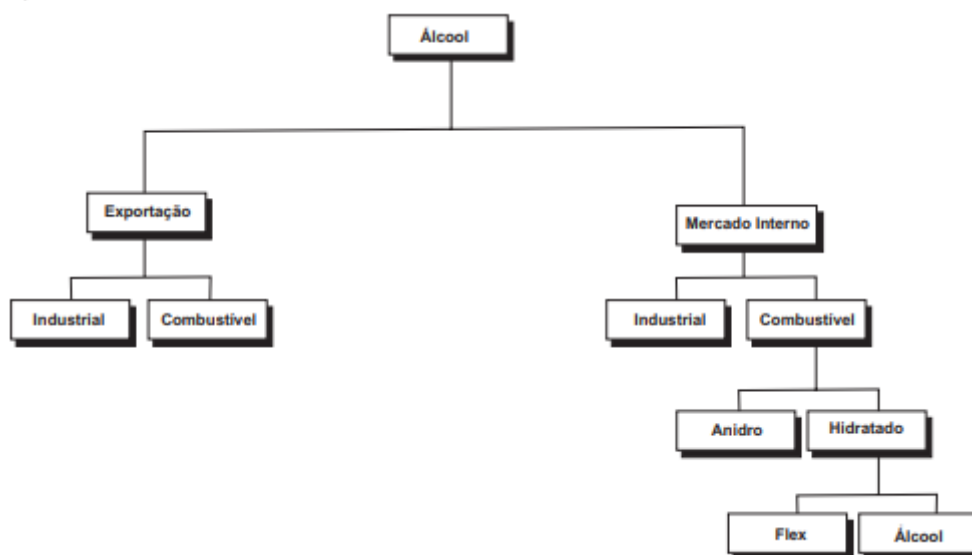 Álcool
Exportação
Mercado Interno
Industrial
Combustível
Industrial
Combustível
Anidro
Hidratado
Flex
Álcool